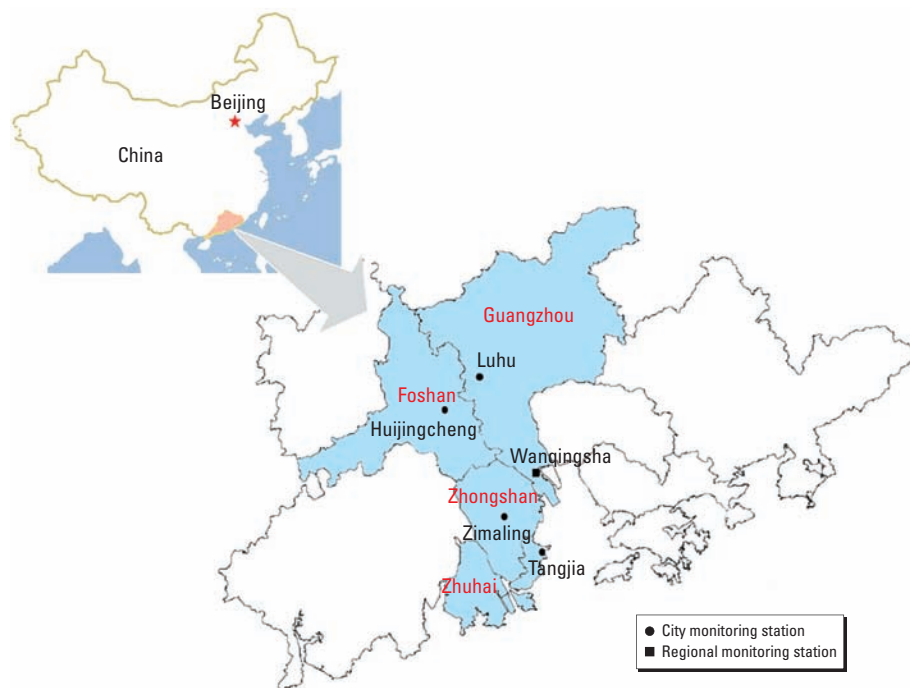 Beijing
China
Guangzhou
Luhu
Foshan
Huijingcheng
Wanqingsha
Zhongshan
Zimaling
Tangjia
Zhuhai
City monitoring station
Regional monitoring station